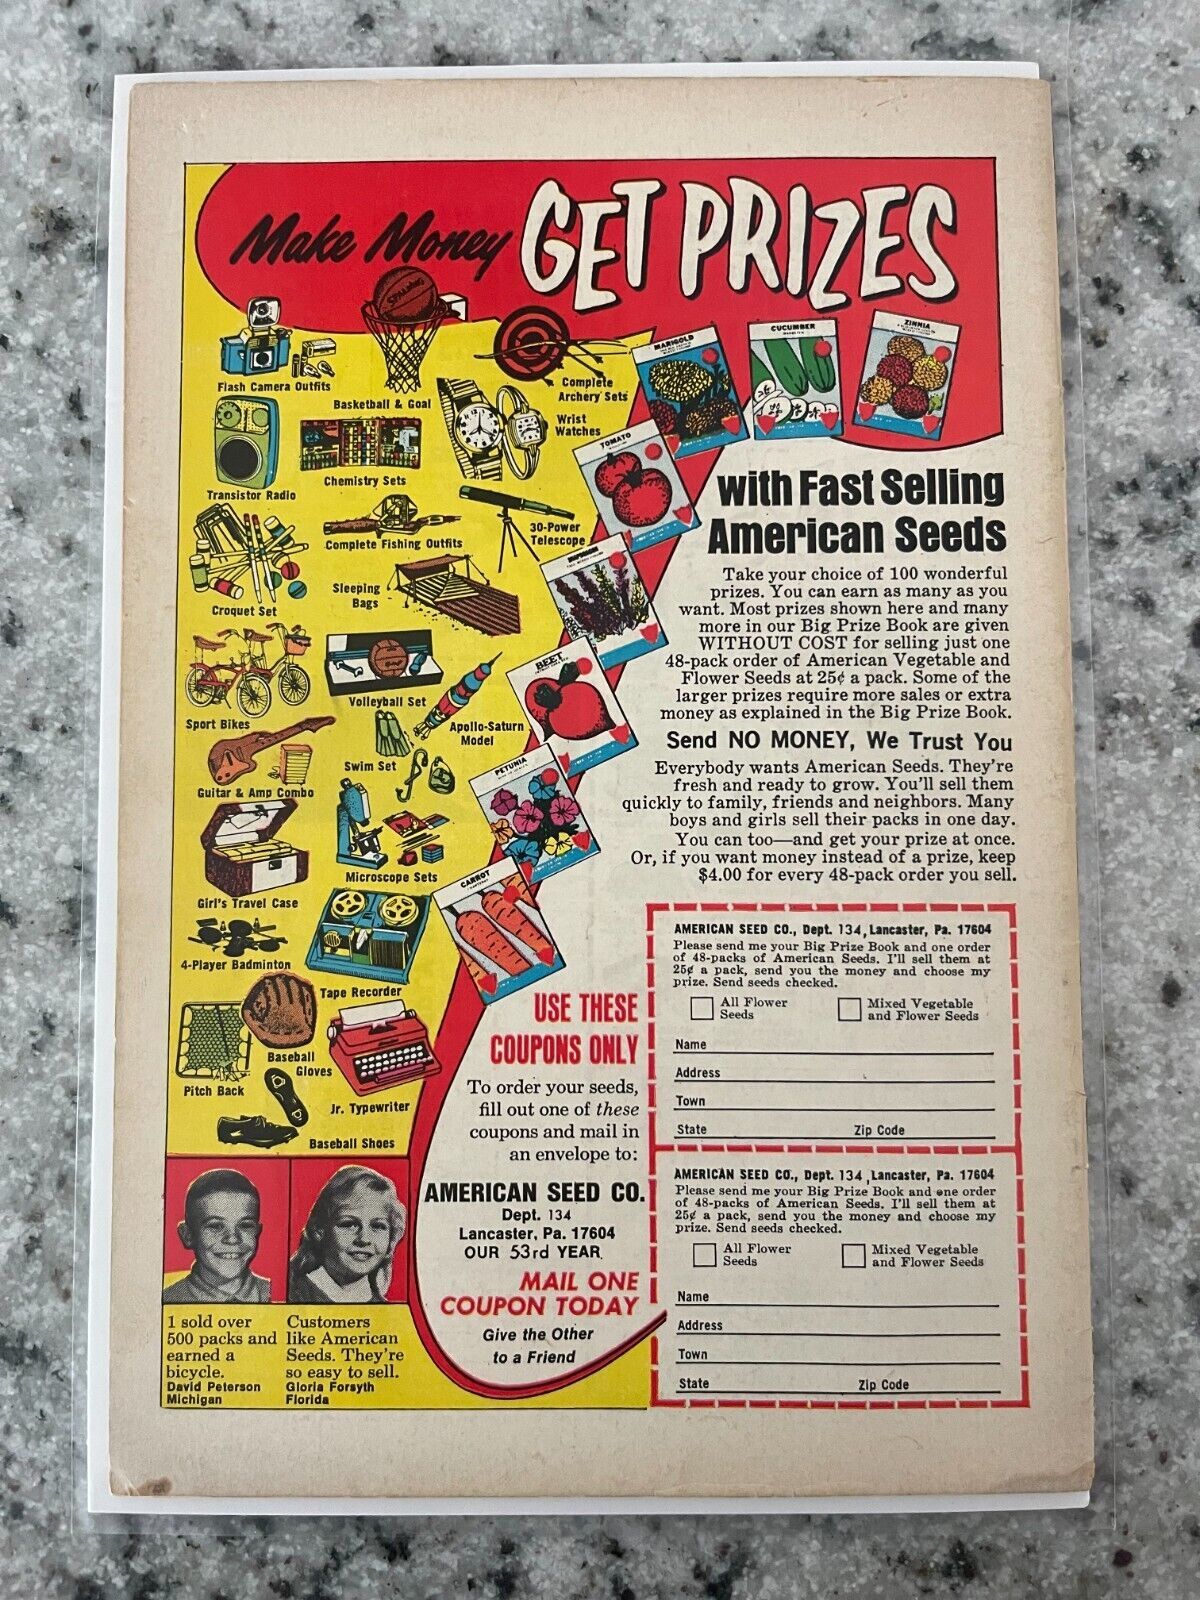 Make Money GET PRIZES
SPALDING
Flash Camera Outfits
Basketball & Goal
Complete
Archery Sets
Wrist
Watches
Transistor Radio
Chemistry Sets
30-Power
Telescope
Complete Fishing Outfits
Sleeping
Bags
Croquet Set
Volleyball Set
Sport Bikes
Apollo-Saturn
Model
Swim Set
Guitar & Amp Combo
Microscope Sets
Girl's Travel Case
4-Player Badminton
Tape Recorder
Baseball
Gloves
Pitch Back
Jr. Typewriter
Baseball Shoes
MARIGOLD
CUCUMBER
ZINNIA
TOMATO
BEET
PETUNIA
CARROT
with Fast Selling
American Seeds
Take your choice of 100 wonderful
prizes. You can earn as many as you
want. Most prizes shown here and many
more in our Big Prize Book are given
WITHOUT COST for selling just one
48-pack order of American Vegetable and
Flower Seeds at 25¢ a pack. Some of the
larger prizes require more sales or extra
money as explained in the Big Prize Book.
Send NO MONEY, We Trust You
Everybody wants American Seeds. They're
fresh and ready to grow. You'll sell them
quickly to family, friends and neighbors. Many
boys and girls sell their packs in one day.
You can too—and get your prize at once.
Or, if you want money instead of a prize, keep
$4.00 for every 48-pack order you sell.
USE THESE
COUPONS ONLY
To order your seeds,
fill out one of these
coupons and mail in
an envelope to:
AMERICAN SEED CO.
Dept. 134
Lancaster, Pa. 17604
OUR 53rd YEAR
MAIL ONE
COUPON TODAY
Give the Other
to a Friend
AMERICAN SEED CO., Dept. 134, Lancaster, Pa. 17604
Please send me your Big Prize Book and one order
of 48-packs of American Seeds. I'll sell them at
25¢ a pack, send you the money and choose my
prize. Send seeds checked.
All Flower
Seeds
Mixed Vegetable
and Flower Seeds
Name
Address
Town
State Zip Code
AMERICAN SEED CO., Dept. 134, Lancaster, Pa. 17604
Please send me your Big Prize Book and one order
of 48-packs of American Seeds. I'll sell them at
25¢ a pack, send you the money and choose my
prize. Send seeds checked.
All Flower
Seeds
Mixed Vegetable
and Flower Seeds
Name
Address
Town
State Zip Code
I sold over
500 packs and
earned a
bicycle.
David Peterson
Michigan
Customers
like American
Seeds. They're
so easy to sell.
Gloria Forsyth
Florida